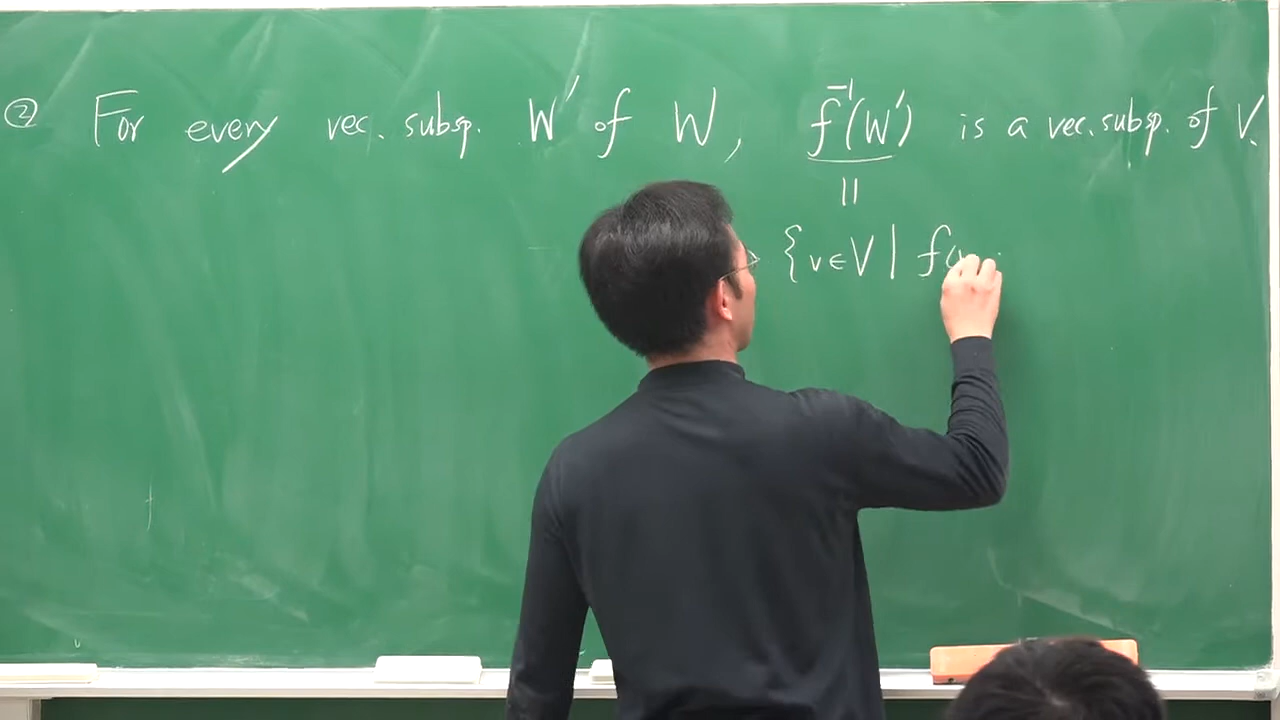 ② For every vec. subsp. W' of W, f⁻¹(W') is a vec. subsp. of V.
||
{v∈V | f(v